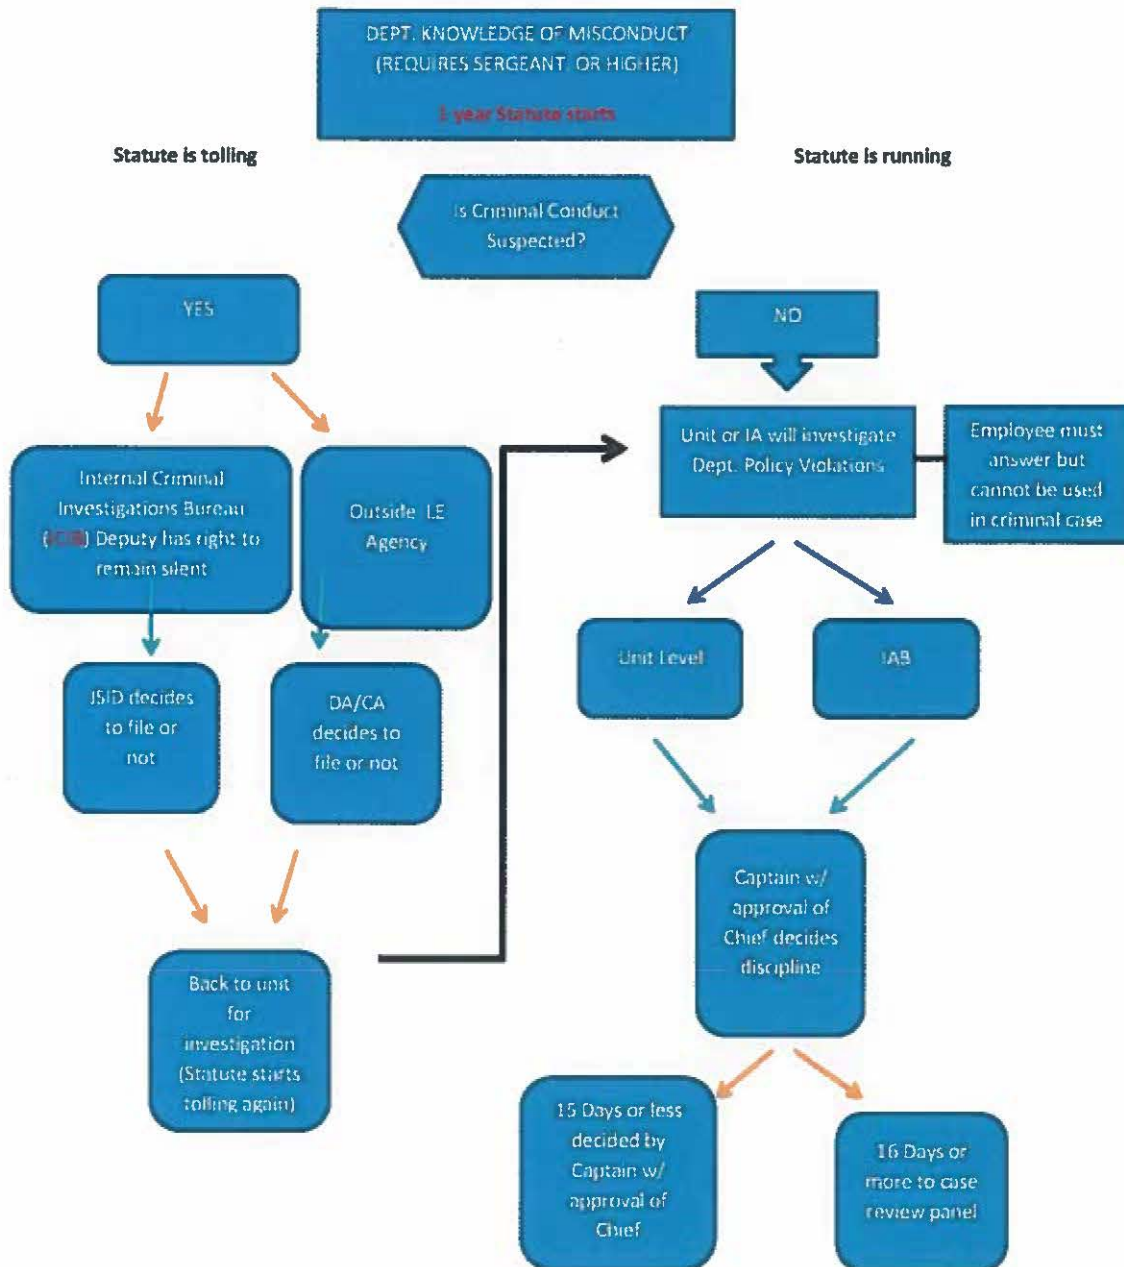 DEPT. KNOWLEDGE OF MISCONDUCT
(REQUIRES SERGEANT OR HIGHER)
1 year Statute starts
Statute is tolling
Statute is running
Is Criminal Conduct
Suspected?
YES
NO
Internal Criminal
Investigations Bureau
(ICIB) Deputy has right to
remain silent
Outside LE
Agency
Unit or IA will investigate
Dept. Policy Violations
Employee must
answer but
cannot be used
in criminal case
JSID decides
to file or
not
DA/CA
decides to
file or not
Unit Level
IAB
Back to unit
for
investigation
(Statute starts
tolling again)
Captain w/
approval of
Chief decides
discipline
15 Days or less
decided by
Captain w/
approval of
Chief
16 Days or
more to case
review panel